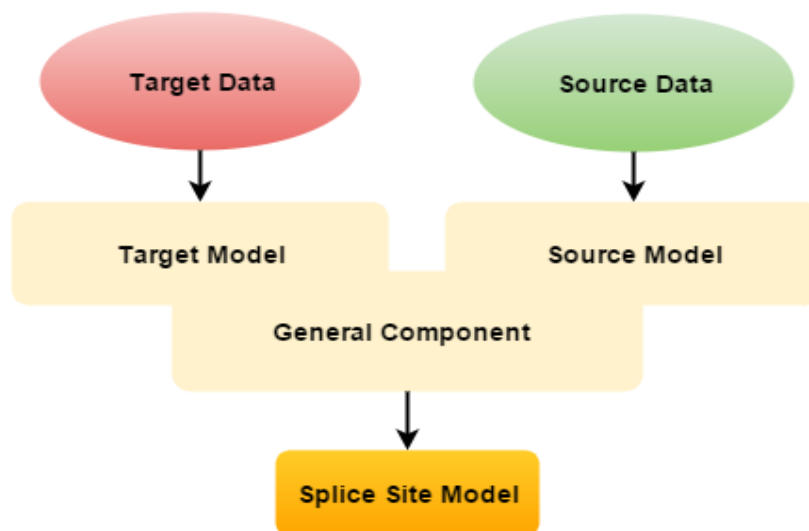 Target Data
Source Data
Target Model
Source Model
General Component
Splice Site Model